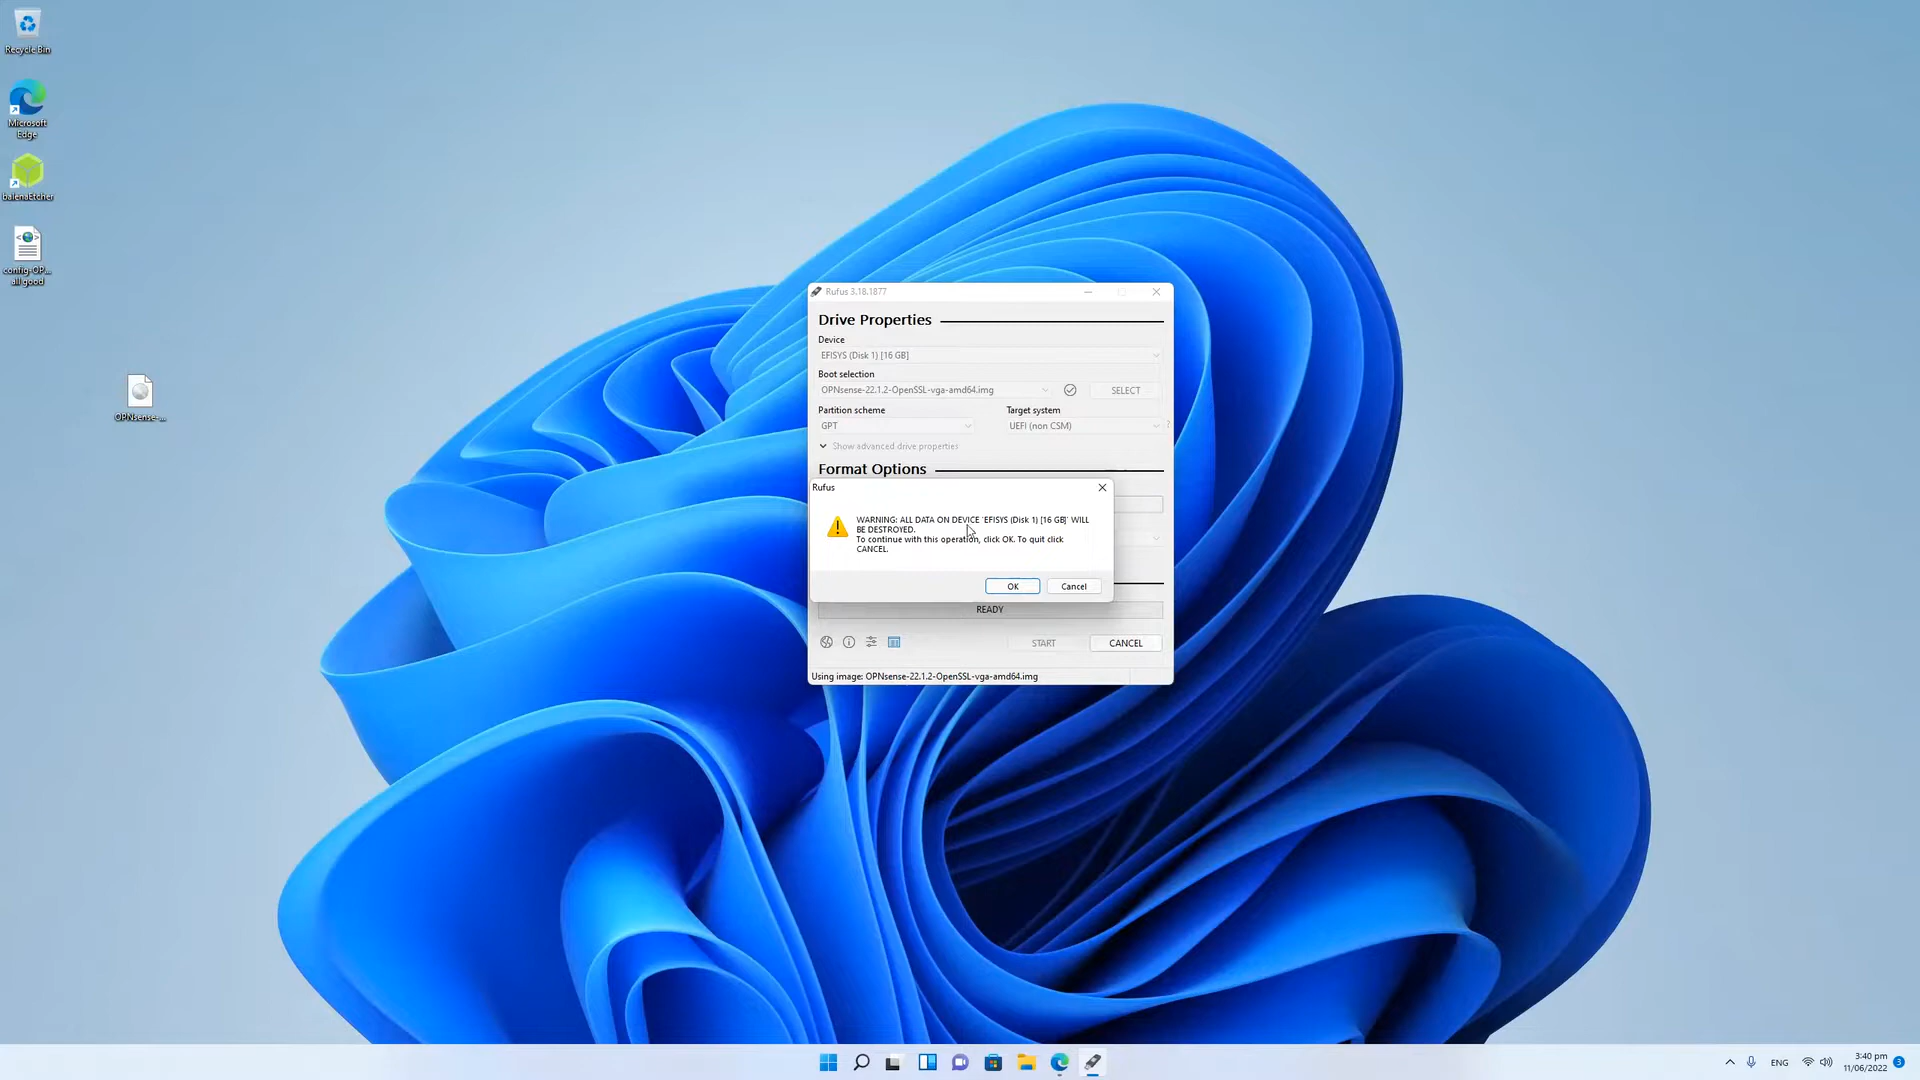 Recycle Bin
Microsoft
Edge
balenaEtcher
config-OP...
all good
OPNsense-...
Rufus 3.18.1877
Drive Properties
Device
EFISYS (Disk 1) [16 GB]
Boot selection
OPNsense-22.1.2-OpenSSL-vga-amd64.img
SELECT
Partition scheme
Target system
GPT
UEFI (non CSM)
?
Show advanced drive properties
Format Options
Rufus
WARNING: ALL DATA ON DEVICE 'EFISYS (Disk 1) [16 GB]' WILL
BE DESTROYED.
To continue with this operation, click OK. To quit click
CANCEL.
OK
Cancel
READY
START
CANCEL
Using image: OPNsense-22.1.2-OpenSSL-vga-amd64.img
ENG
3:40 pm
11/06/2022
3